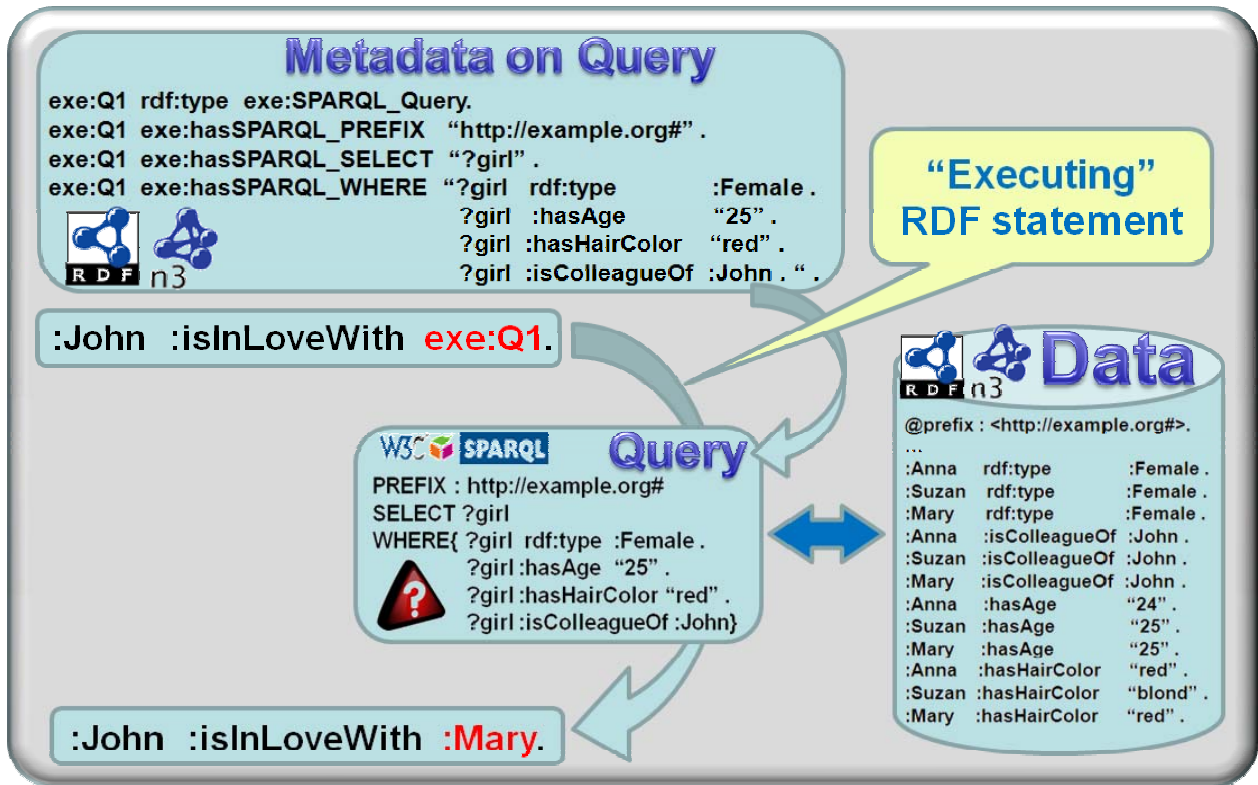 Metadata on Query
exe:Q1 rdf:type exe:SPARQL_Query.
exe:Q1 exe:hasSPARQL_PREFIX “http://example.org#” .
exe:Q1 exe:hasSPARQL_SELECT “?girl” .
exe:Q1 exe:hasSPARQL_WHERE “?girl rdf:type :Female .
?girl :hasAge “25” .
?girl :hasHairColor “red” .
?girl :isColleagueOf :John . “ .
RDF n3
“Executing”
RDF statement
:John :isInLoveWith exe:Q1.
W3C SPARQL Query
PREFIX : http://example.org#
SELECT ?girl
WHERE{ ?girl rdf:type :Female .
?girl :hasAge “25” .
?girl :hasHairColor “red” .
?girl :isColleagueOf :John}
?
RDF n3 Data
@prefix : <http://example.org#>.
...
:Anna rdf:type :Female .
:Suzan rdf:type :Female .
:Mary rdf:type :Female .
:Anna :isColleagueOf :John .
:Suzan :isColleagueOf :John .
:Mary :isColleagueOf :John .
:Anna :hasAge “24” .
:Suzan :hasAge “25” .
:Mary :hasAge “25” .
:Anna :hasHairColor “red” .
:Suzan :hasHairColor “blond” .
:Mary :hasHairColor “red” .
:John :isInLoveWith :Mary.